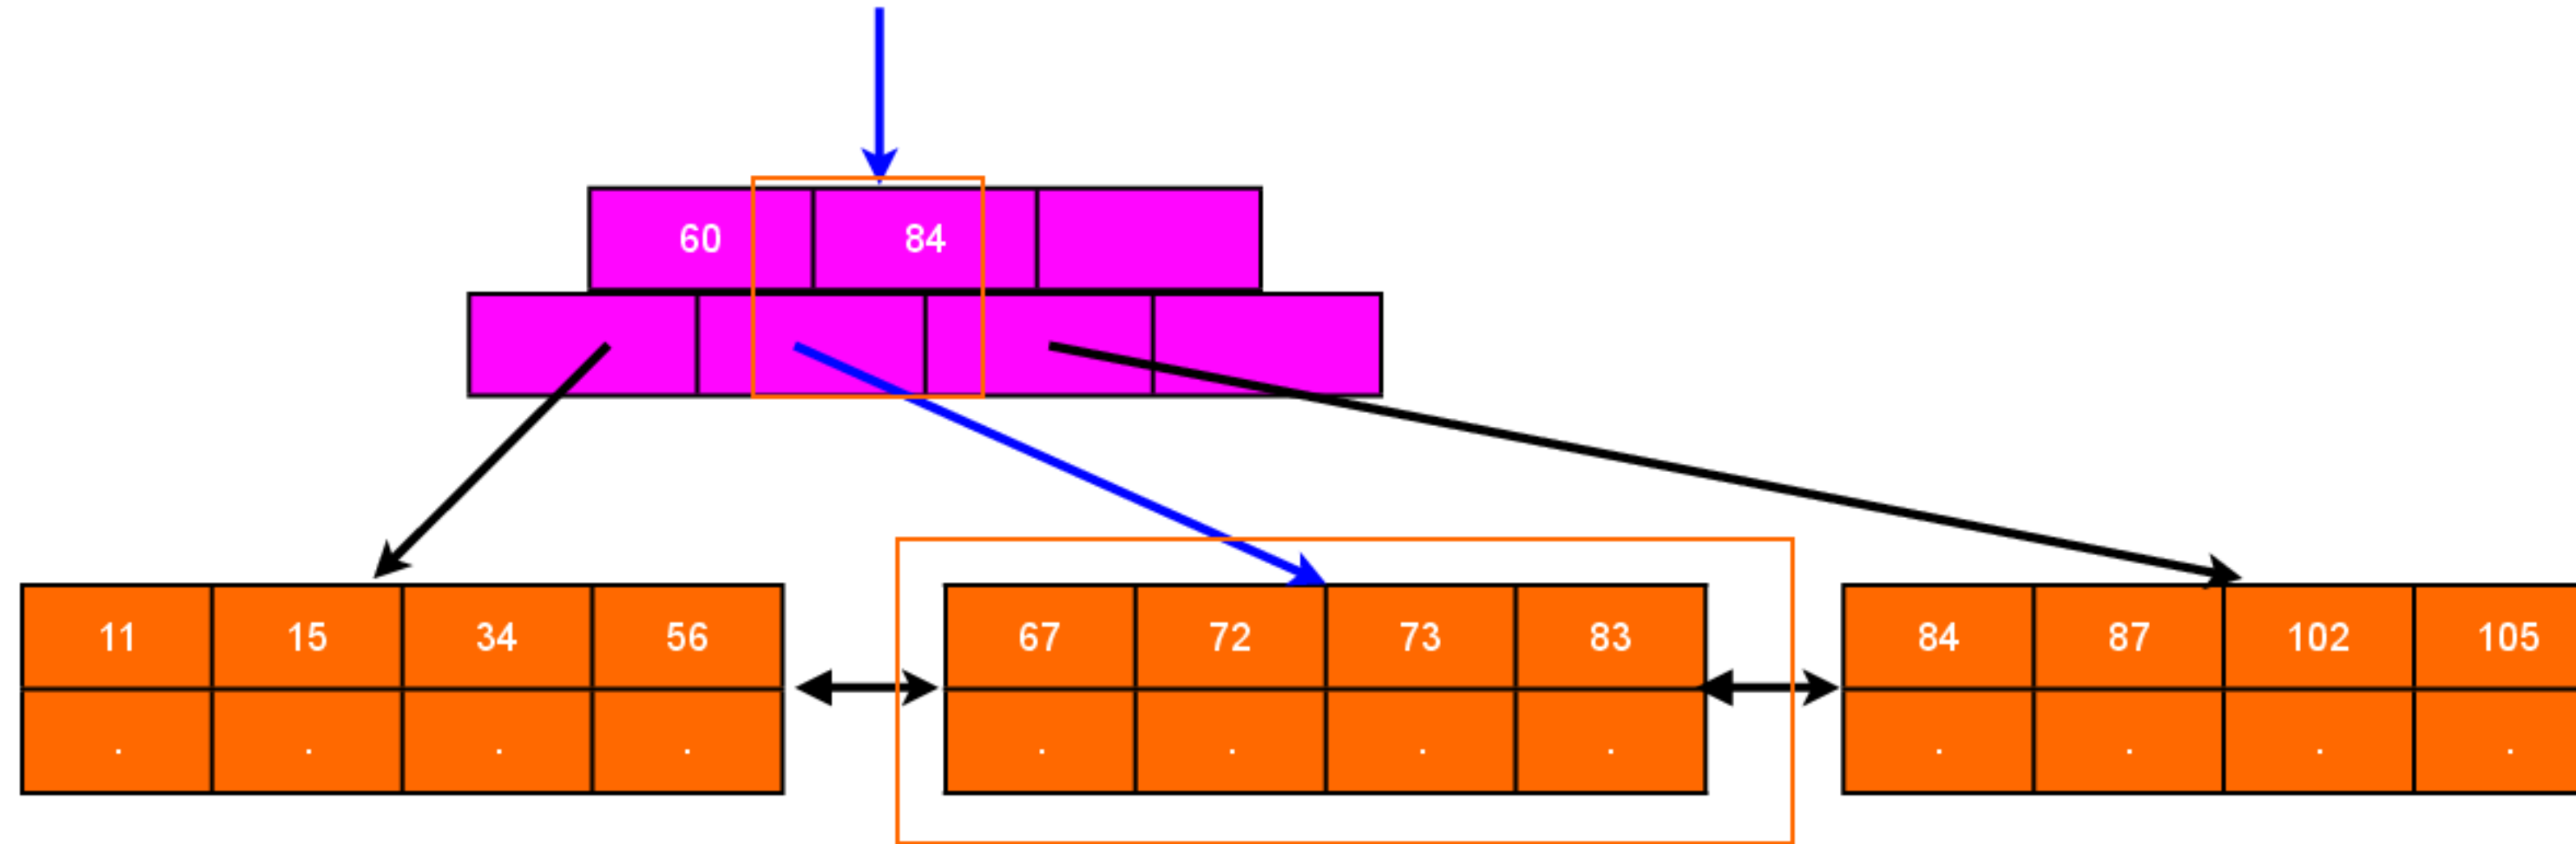 60 84
11 15 34 56 67 72 73 83 84 87 102 105
. . . . . . . . . . . .